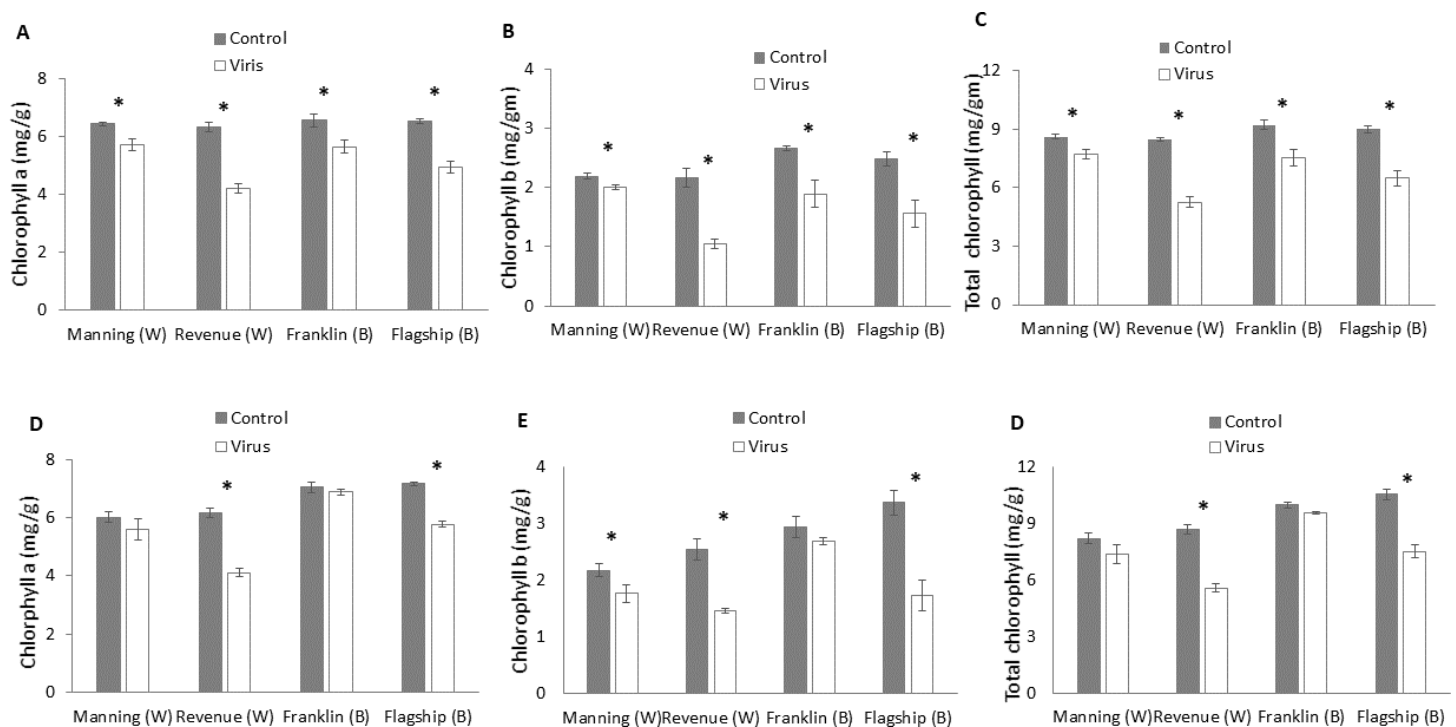 A
Control
Viris
Chlorophyll a (mg/g)
8
6
4
2
0
* * * *
Manning (W) Revenue (W) Franklin (B) Flagship (B)
B
Control
Virus
Chlorophyll b (mg/gm)
4
3
2
1
0
* * * *
Manning (W) Revenue (W) Franklin (B) Flagship (B)
C
Control
Virus
Total chlorophyll (mg/gm)
12
9
6
3
0
* * * *
Manning (W) Revenue (W) Franklin (B) Flagship (B)
D
Control
Virus
Chlorphyll a (mg/g)
8
6
4
2
0
* *
Manning (W) Revenue (W) Franklin (B) Flagship (B)
E
Control
Virus
Chlorophyll b (mg/g)
4
3
2
1
0
* * *
Manning (W) Revenue (W) Franklin (B) Flagship (B)
D
Control
Virus
Total chlorophyll (mg/g)
12
9
6
3
0
* *
Manning (W) Revenue (W) Franklin (B) Flagship (B)